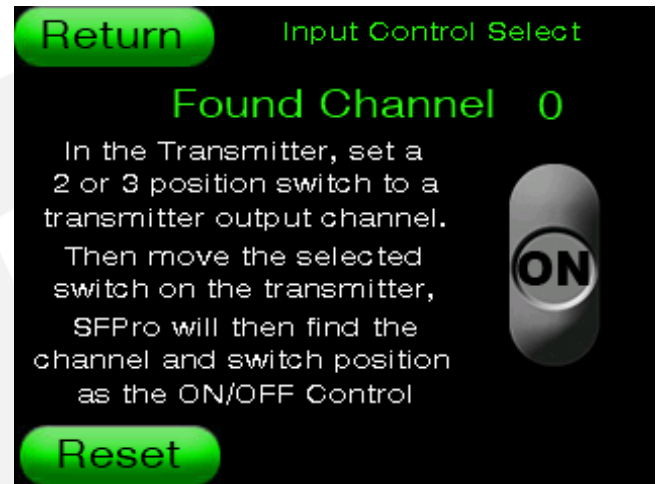 Return
Input Control Select
Found Channel 0
In the Transmitter, set a
2 or 3 position switch to a
transmitter output channel.
Then move the selected
switch on the transmitter,
SFPro will then find the
channel and switch position
as the ON/OFF Control
ON
Reset